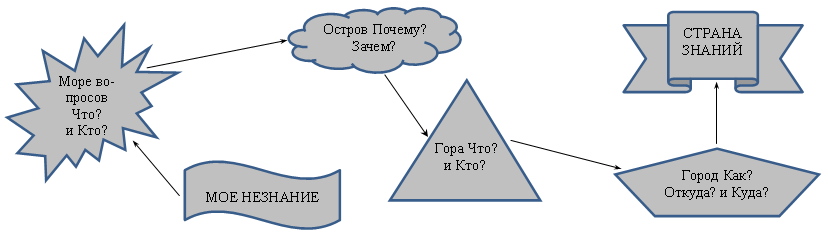 Остров Почему?
Зачем?
СТРАНА
ЗНАНИЙ
Море во-
просов
Что?
и Кто?
Гора Что?
и Кто?
МОЕ НЕЗНАНИЕ
Город Как?
Откуда? и Куда?